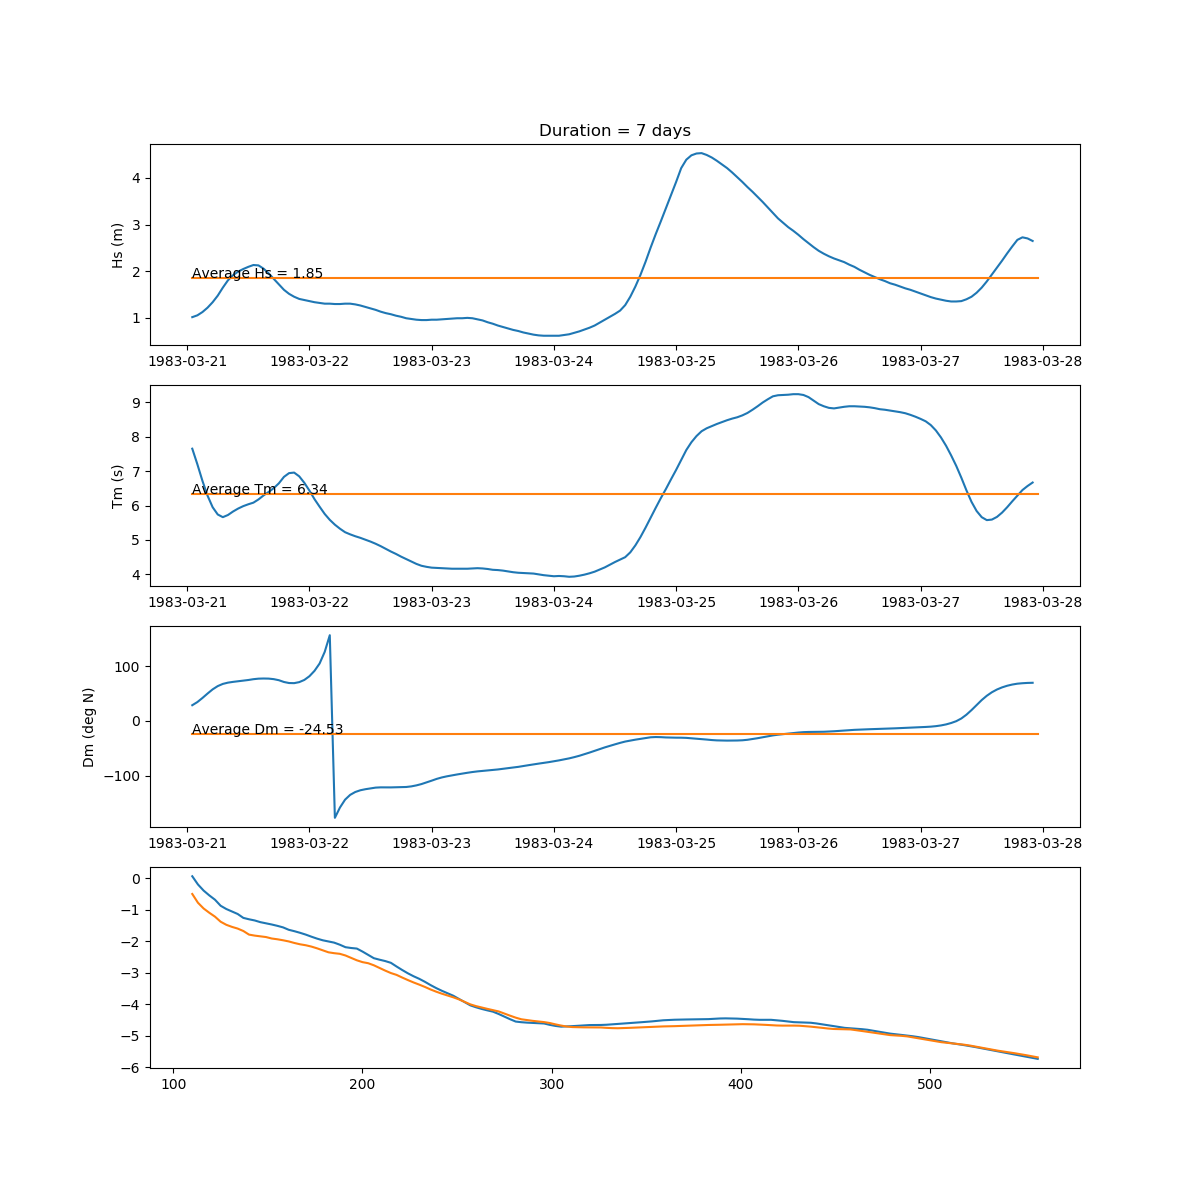 Duration = 7 days
4
3
2
1
Hs (m)
Average Hs = 1.85
1983-03-21 1983-03-22 1983-03-23 1983-03-24 1983-03-25 1983-03-26 1983-03-27 1983-03-28
9
8
7
6
5
4
Tm (s)
Average Tm = 6.34
1983-03-21 1983-03-22 1983-03-23 1983-03-24 1983-03-25 1983-03-26 1983-03-27 1983-03-28
100
0
−100
Dm (deg N)
Average Dm = -24.53
1983-03-21 1983-03-22 1983-03-23 1983-03-24 1983-03-25 1983-03-26 1983-03-27 1983-03-28
0
−1
−2
−3
−4
−5
−6
100 200 300 400 500